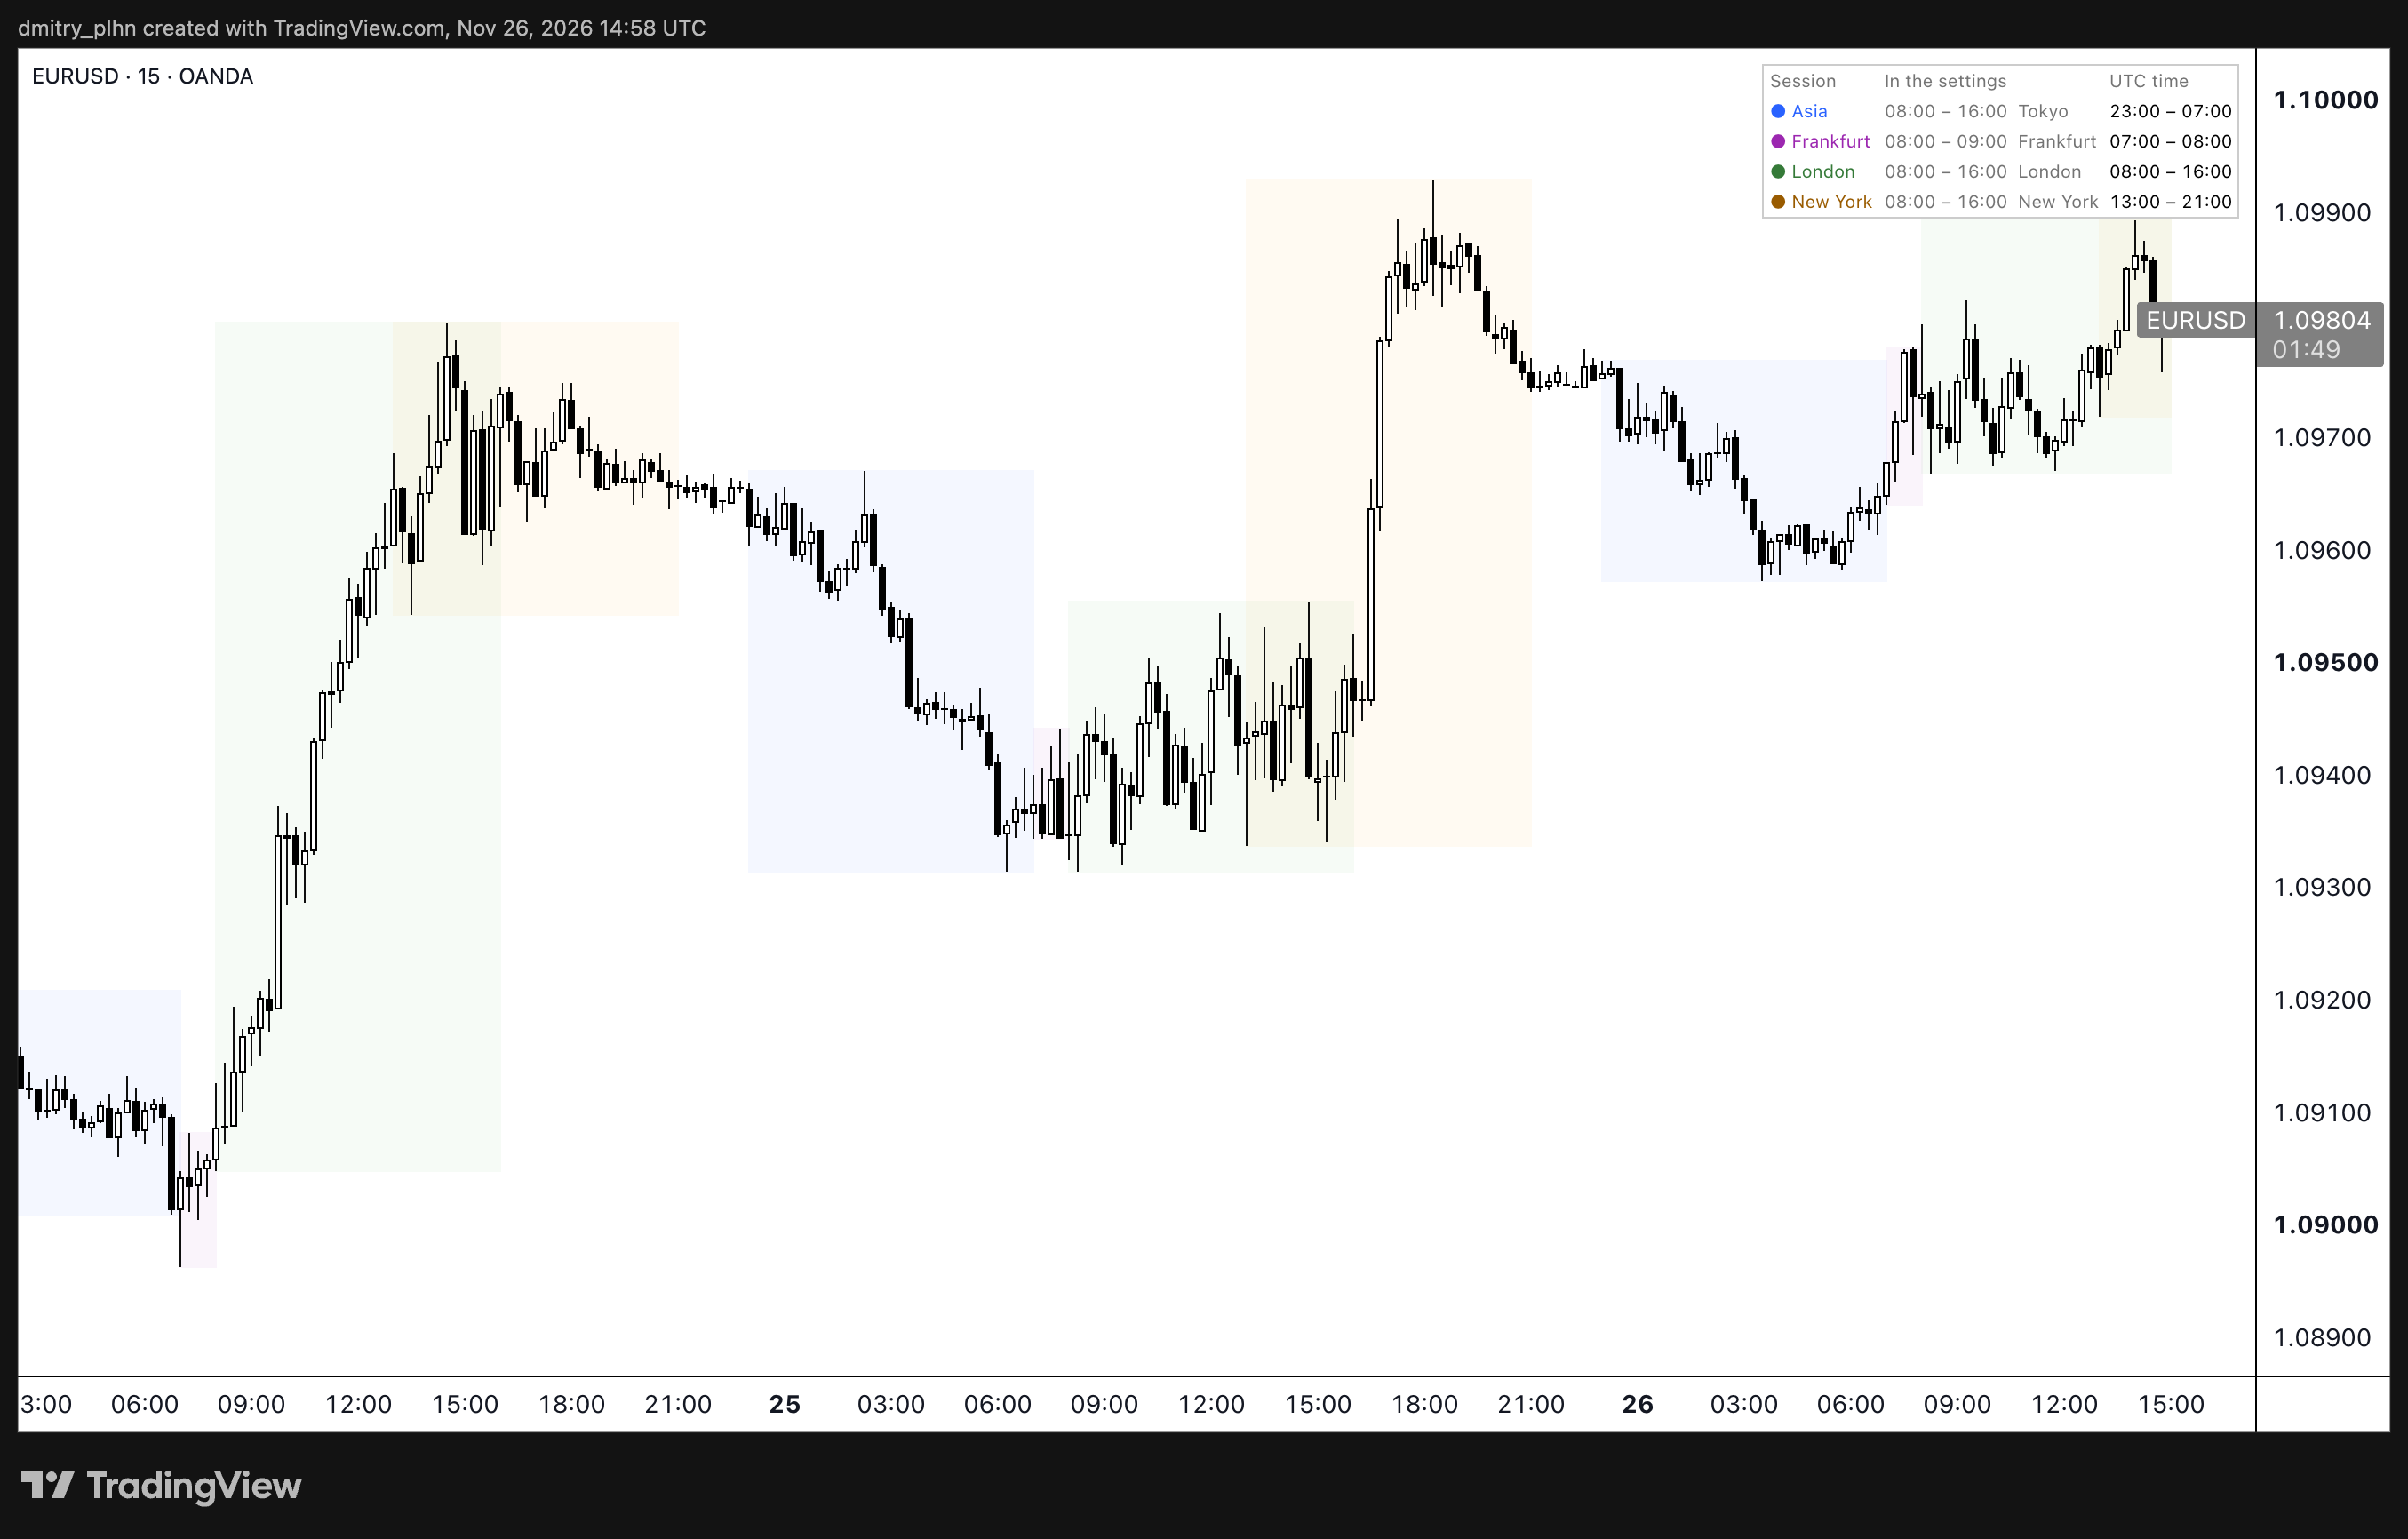 dmitry_plhn created with TradingView.com, Nov 26, 2026 14:58 UTC
EURUSD · 15 · OANDA
Session In the settings UTC time
Asia 08:00 – 16:00 Tokyo 23:00 – 07:00
Frankfurt 08:00 – 09:00 Frankfurt 07:00 – 08:00
London 08:00 – 16:00 London 08:00 – 16:00
New York 08:00 – 16:00 New York 13:00 – 21:00
1.10000
1.09900
EURUSD 1.09804
01:49
1.09700
1.09600
1.09500
1.09400
1.09300
1.09200
1.09100
1.09000
1.08900
3:00 06:00 09:00 12:00 15:00 18:00 21:00 25 03:00 06:00 09:00 12:00 15:00 18:00 21:00 26 03:00 06:00 09:00 12:00 15:00
TradingView